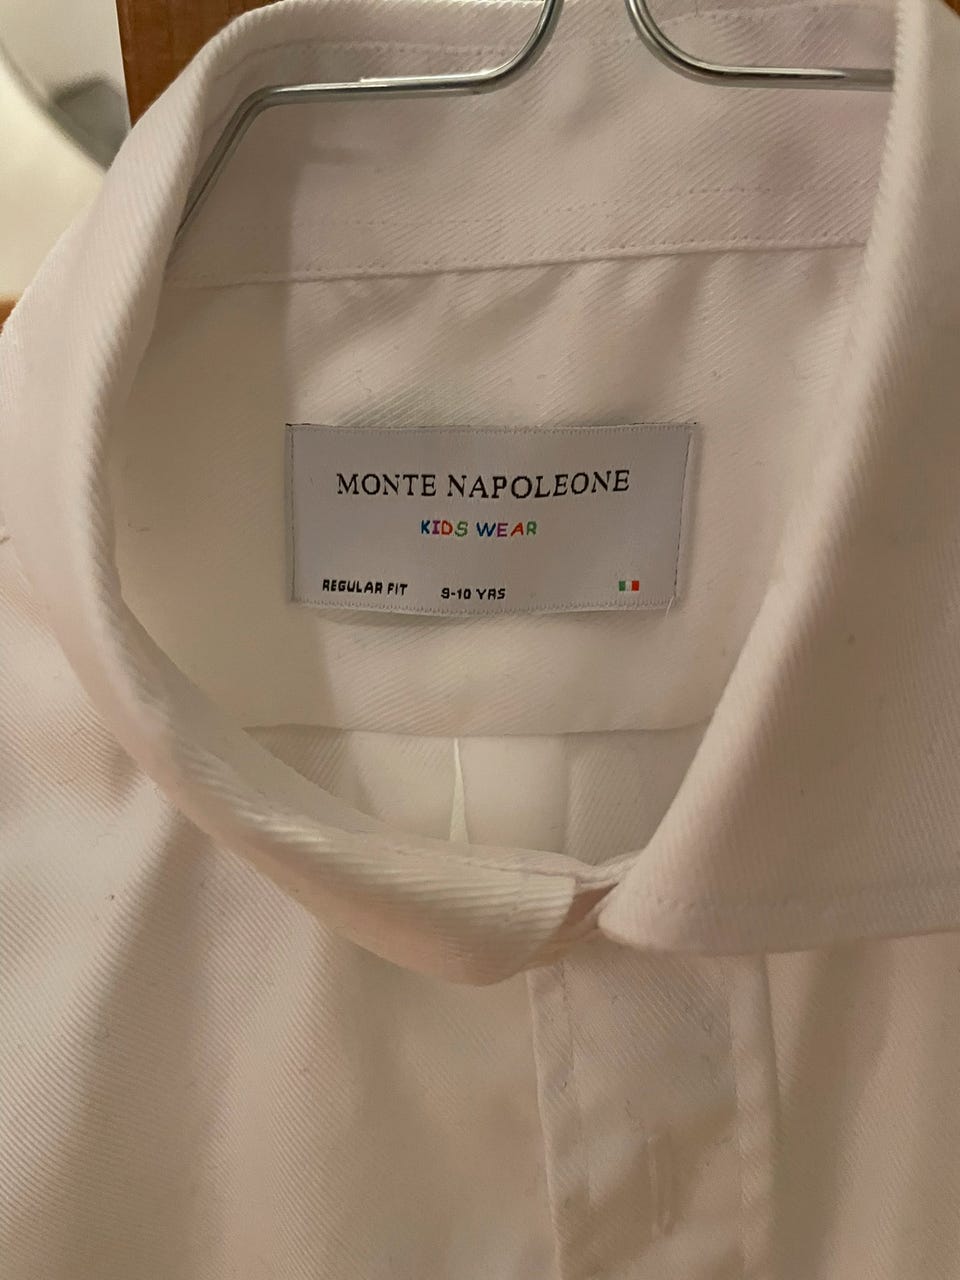 MONTE NAPOLEONE
KIDS WEAR
REGULAR FIT 9-10 YRS